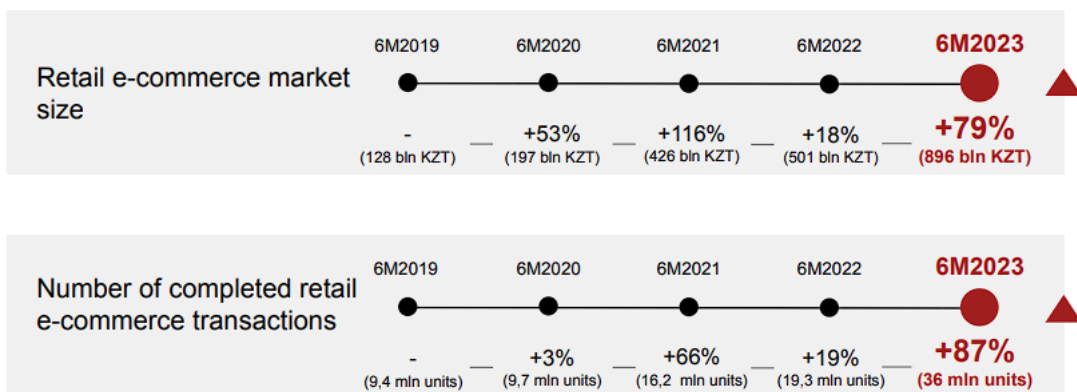 6M2019 6M2020 6M2021 6M2022 6M2023
Retail e-commerce market
size
- +53% +116% +18% +79%
(128 bln KZT) (197 bln KZT) (426 bln KZT) (501 bln KZT) (896 bln KZT)
6M2019 6M2020 6M2021 6M2022 6M2023
Number of completed retail
e-commerce transactions
- +3% +66% +19% +87%
(9,4 mln units) (9,7 mln units) (16,2 mln units) (19,3 mln units) (36 mln units)